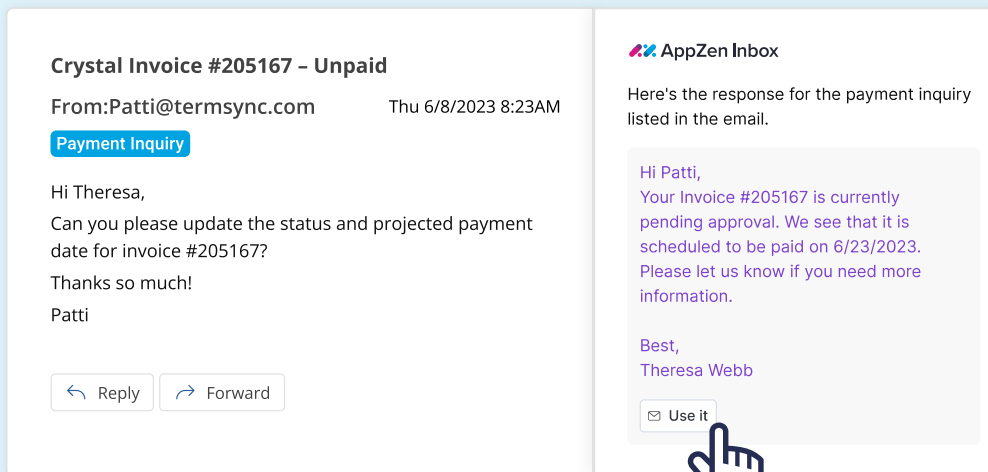 Crystal Invoice #205167 – Unpaid
From:Patti@termsync.com
Thu 6/8/2023 8:23AM
Payment Inquiry
Hi Theresa,
Can you please update the status and projected payment
date for invoice #205167?
Thanks so much!
Patti
Reply
Forward
AppZen Inbox
Here's the response for the payment inquiry
listed in the email.
Hi Patti,
Your Invoice #205167 is currently
pending approval. We see that it is
scheduled to be paid on 6/23/2023.
Please let us know if you need more
information.
Best,
Theresa Webb
Use it